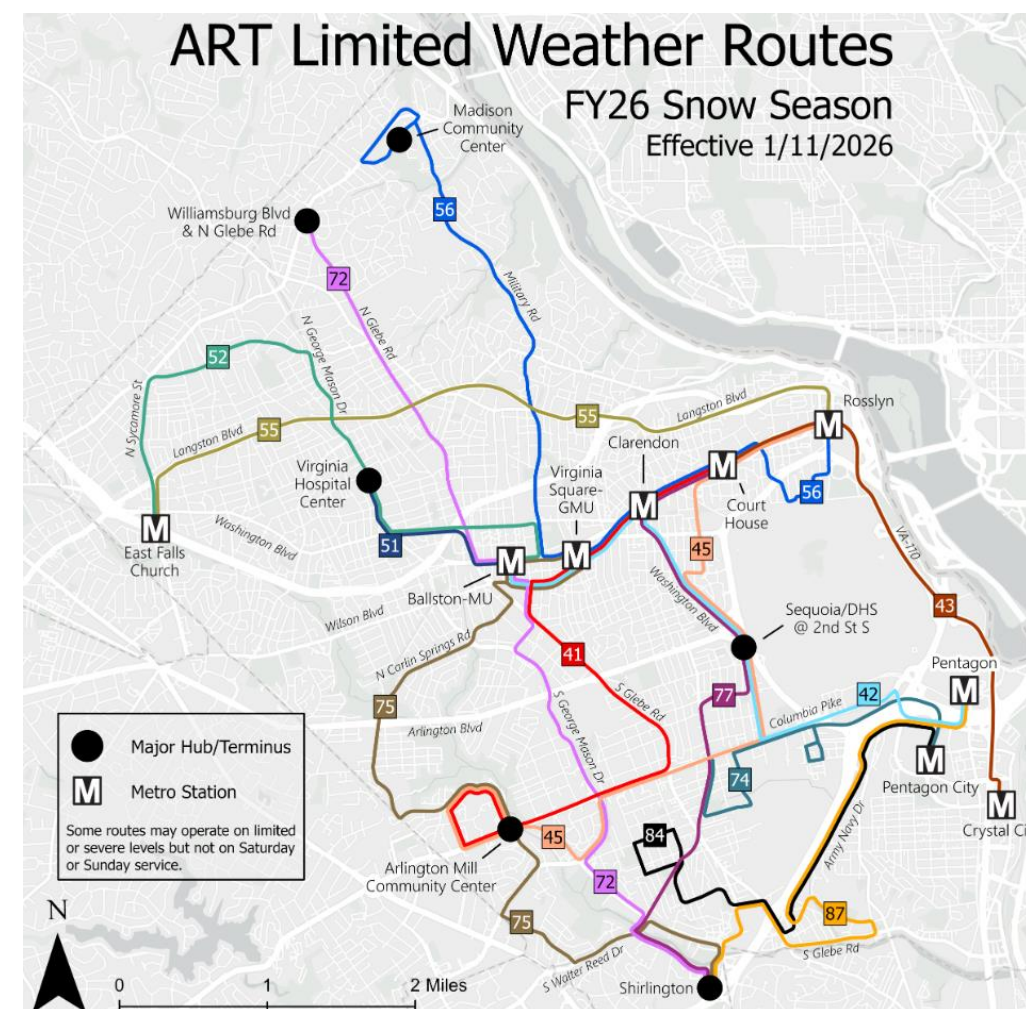 ART Limited Weather Routes
FY26 Snow Season
Effective 1/11/2026
Madison
Community
Center
56
Williamsburg Blvd
& N Glebe Rd
72
N Glebe Rd
Military Rd
N George Mason Dr
52
N Sycamore St
Langston Blvd
55
55
Langston Blvd
Rosslyn
M
Clarendon
Virginia
Hospital
Center
Virginia
Square-
GMU
M
M
Court
House
56
M
East Falls
Church
Washington Blvd
51
M
M
Ballston-MU
45
VA-110
Wilson Blvd
Washington Blvd
Sequoia/DHS
@ 2nd St S
43
N Carlin Springs Rd
41
Pentagon
M
S Glebe Rd
77
42
Columbia Pike
75
Arlington Blvd
S George Mason Dr
74
M
Pentagon City
M
Crystal Ci
Major Hub/Terminus
M
Metro Station
Some routes may operate on limited
or severe levels but not on Saturday
or Sunday service.
Army Navy Dr
84
45
Arlington Mill
Community Center
72
87
75
S Glebe Rd
S Walter Reed Dr
Shirlington
N
0
1
2 Miles